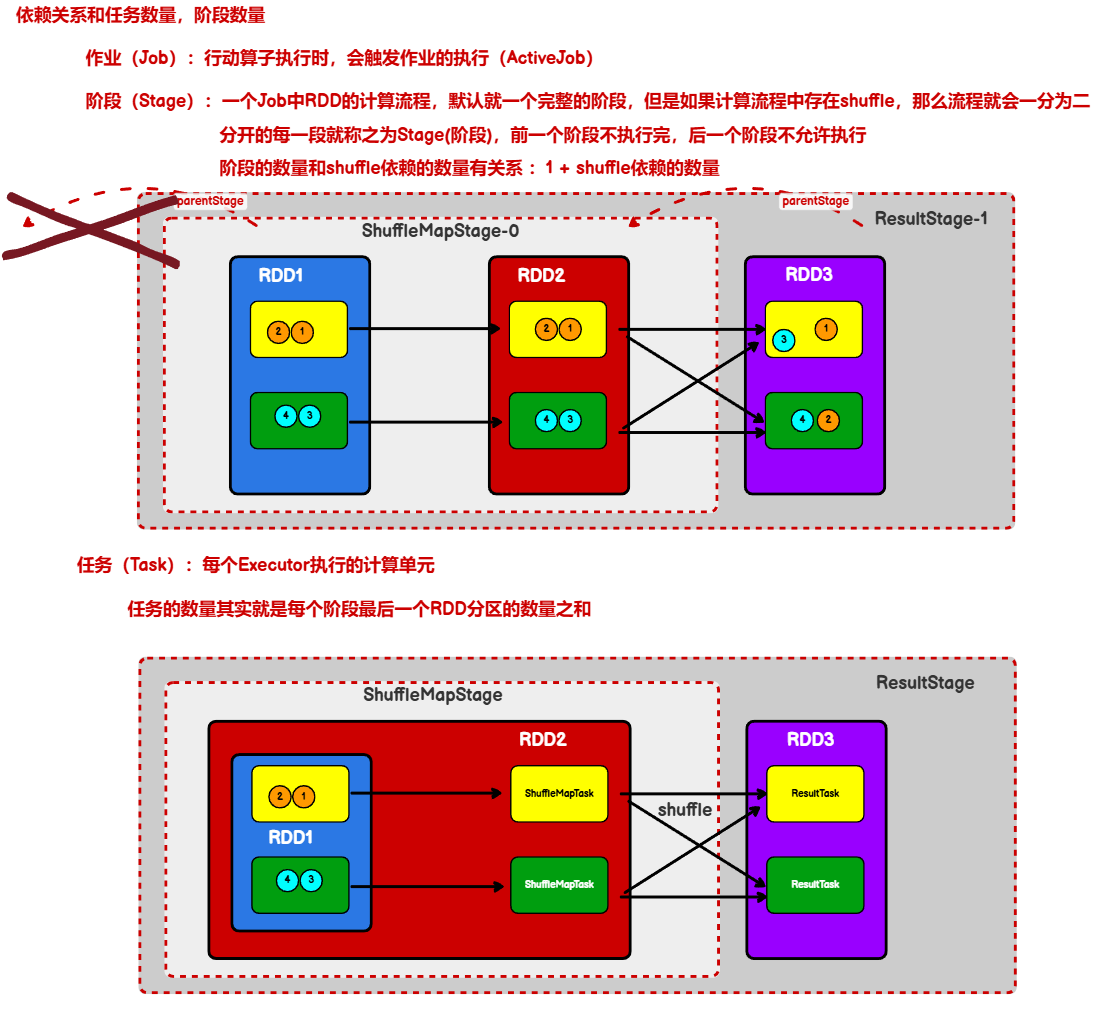 依赖关系和任务数量，阶段数量
作业（Job）：行动算子执行时，会触发作业的执行（ActiveJob）
阶段（Stage）：一个Job中RDD的计算流程，默认就一个完整的阶段，但是如果计算流程中存在shuffle，那么流程就会一分为二
分开的每一段就称之为Stage(阶段)，前一个阶段不执行完，后一个阶段不允许执行
阶段的数量和shuffle依赖的数量有关系：1 + shuffle依赖的数量
parentStage
parentStage
ShuffleMapStage-0
ResultStage-1
RDD1
RDD2
RDD3
2 1
2 1
3 1
4 3
4 3
4 2
任务（Task）：每个Executor执行的计算单元
任务的数量其实就是每个阶段最后一个RDD分区的数量之和
ShuffleMapStage
ResultStage
RDD2
RDD3
2 1
ShuffleMapTask
ResultTask
shuffle
RDD1
4 3
ShuffleMapTask
ResultTask